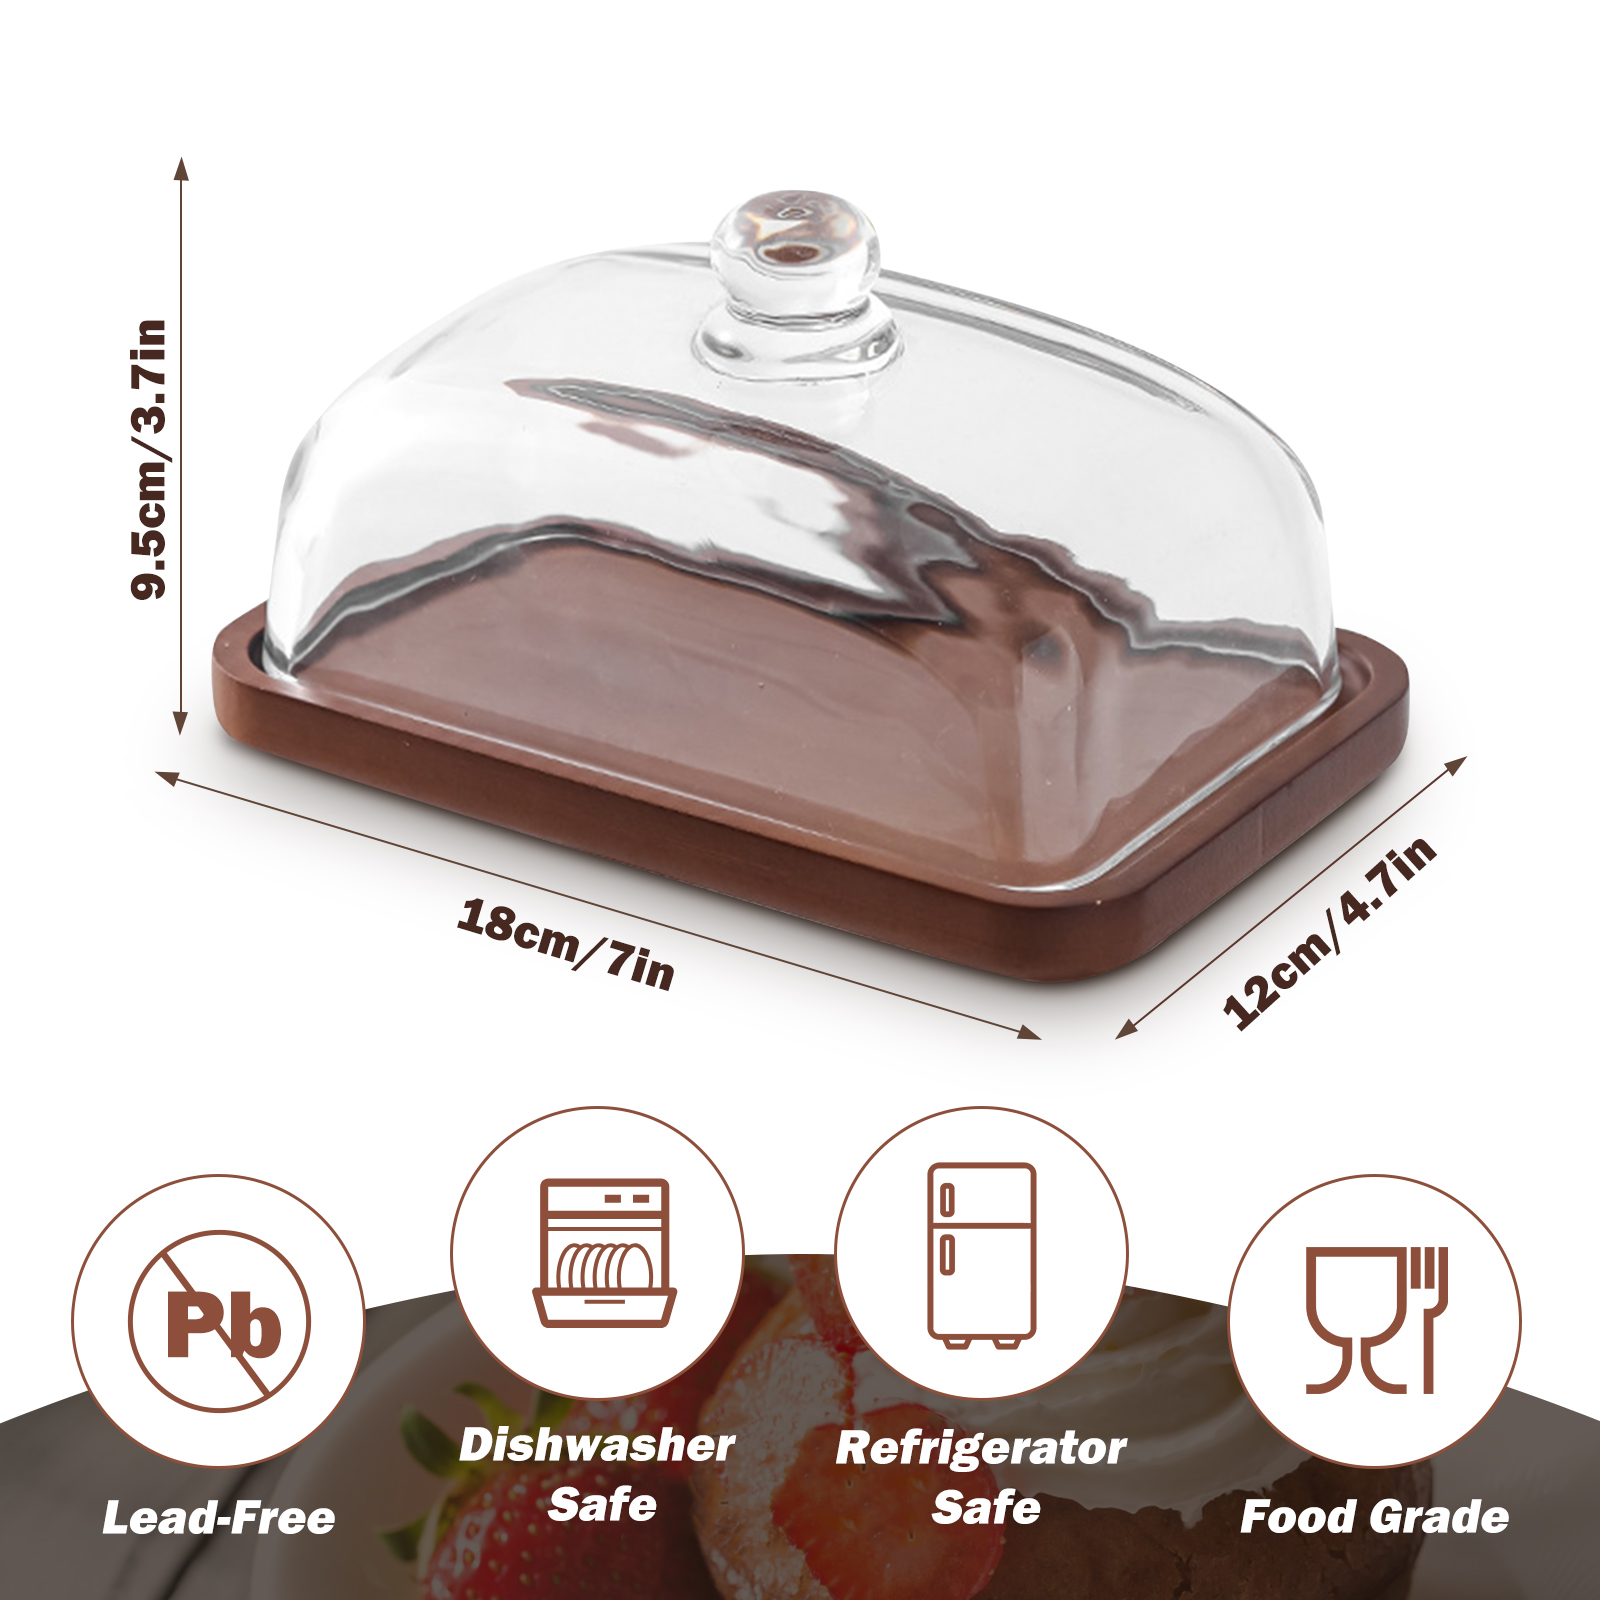 9.5cm/3.7in
18cm/7in
12cm/4.7in
Pb
Lead-Free
Dishwasher
Safe
Refrigerator
Safe
Food Grade